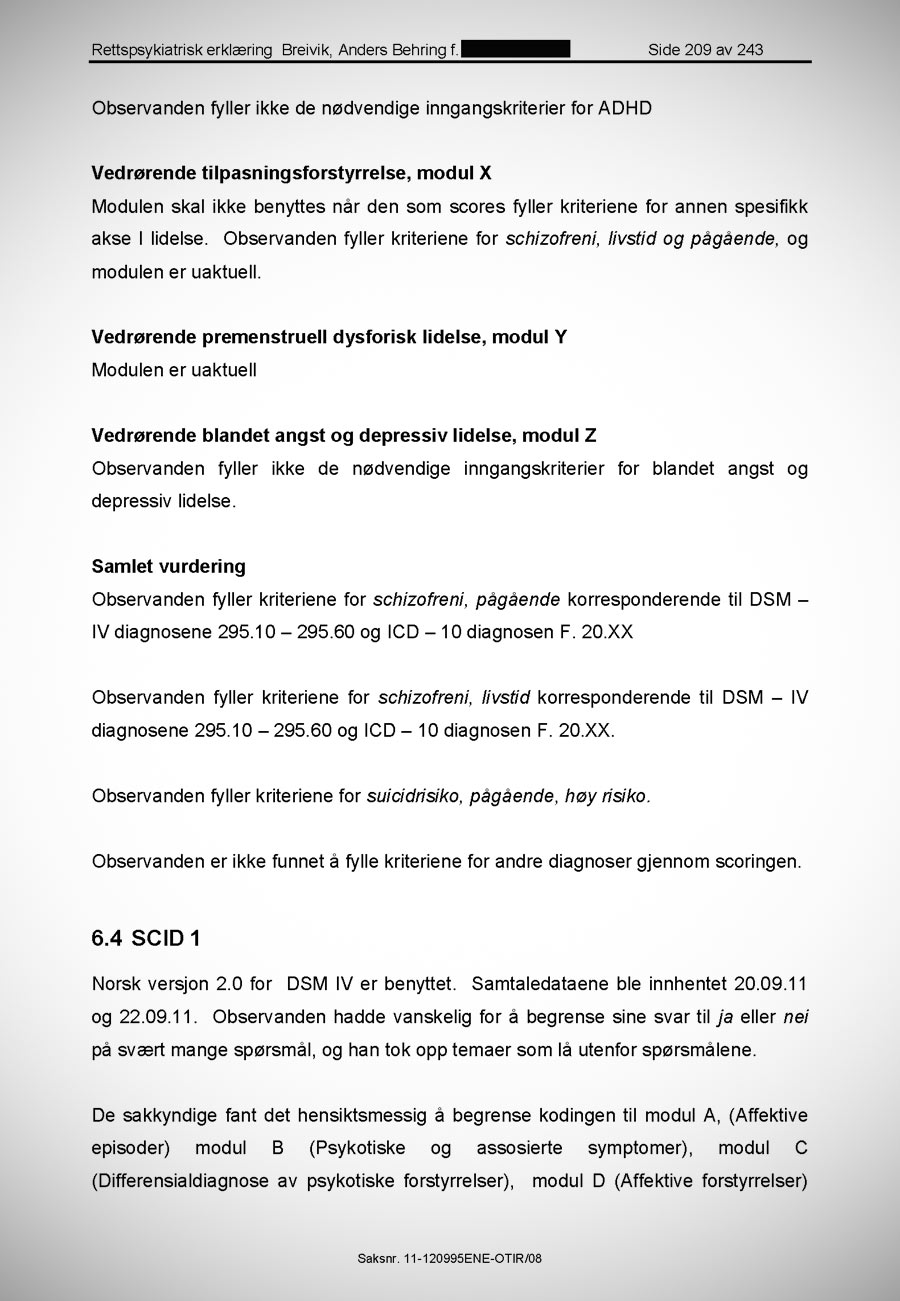 Rettspsykiatrisk erklæring Breivik, Anders Behring f. Side 209 av 243
Observanden fyller ikke de nødvendige inngangskriterier for ADHD
Vedrørende tilpasningsforstyrrelse, modul X
Modulen skal ikke benyttes når den som scores fyller kriteriene for annen spesifikk
akse I lidelse. Observanden fyller kriteriene for schizofreni, livstid og pågående, og
modulen er uaktuell.
Vedrørende premenstruell dysforisk lidelse, modul Y
Modulen er uaktuell
Vedrørende blandet angst og depressiv lidelse, modul Z
Observanden fyller ikke de nødvendige inngangskriterier for blandet angst og
depressiv lidelse.
Samlet vurdering
Observanden fyller kriteriene for schizofreni, pågående korresponderende til DSM –
IV diagnosene 295.10 – 295.60 og ICD – 10 diagnosen F. 20.XX
Observanden fyller kriteriene for schizofreni, livstid korresponderende til DSM – IV
diagnosene 295.10 – 295.60 og ICD – 10 diagnosen F. 20.XX.
Observanden fyller kriteriene for suicidrisiko, pågående, høy risiko.
Observanden er ikke funnet å fylle kriteriene for andre diagnoser gjennom scoringen.
6.4 SCID 1
Norsk versjon 2.0 for DSM IV er benyttet. Samtaledataene ble innhentet 20.09.11
og 22.09.11. Observanden hadde vanskelig for å begrense sine svar til ja eller nei
på svært mange spørsmål, og han tok opp temaer som lå utenfor spørsmålene.
De sakkyndige fant det hensiktsmessig å begrense kodingen til modul A, (Affektive
episoder) modul B (Psykotiske og assosierte symptomer), modul C
(Differensialdiagnose av psykotiske forstyrrelser), modul D (Affektive forstyrrelser)
Saksnr. 11-120995ENE-OTIR/08